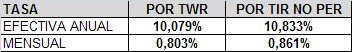 TASA POR TWR POR TIR NO PER
EFECTIVA ANUAL 10,079% 10,833%
MENSUAL 0,803% 0,861%